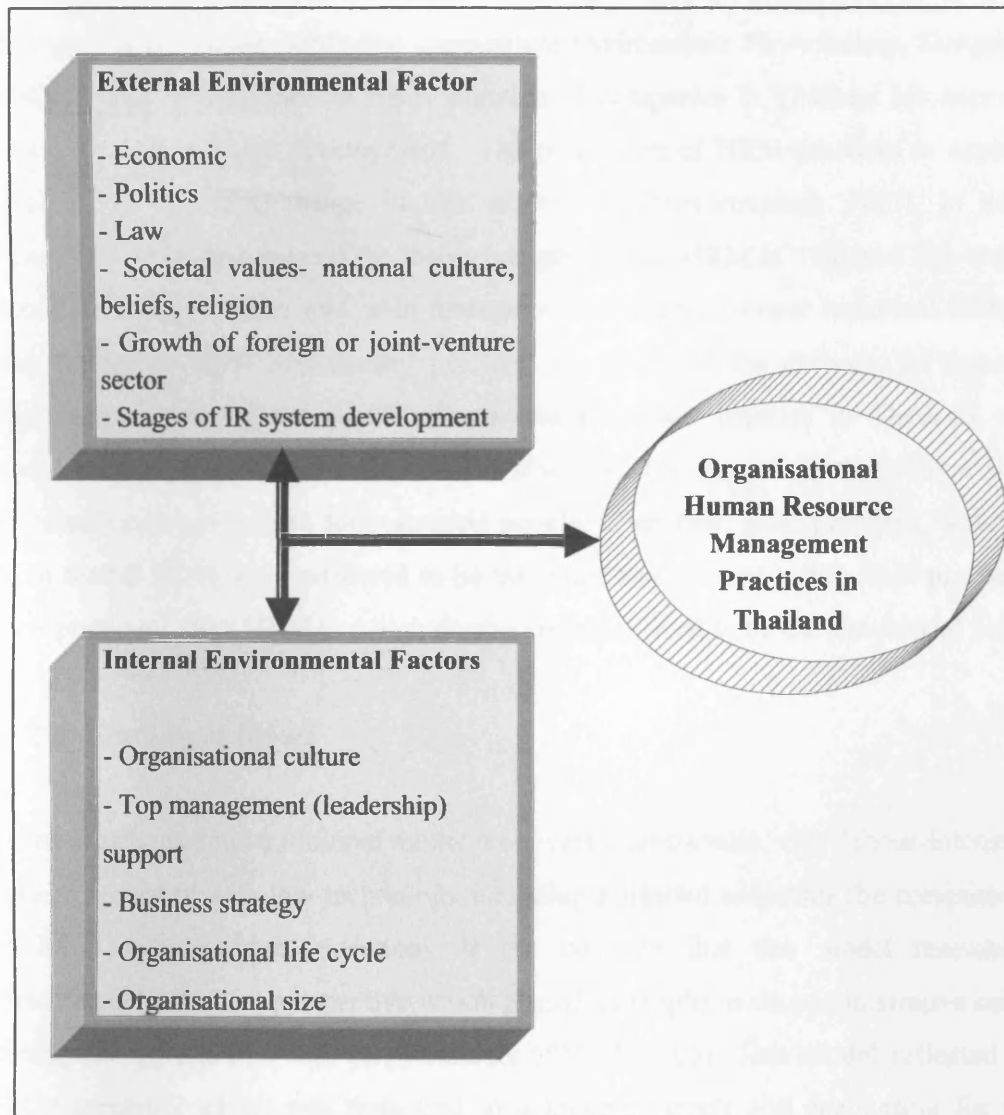 External Environmental Factor
- Economic
- Politics
- Law
- Societal values- national culture,
beliefs, religion
- Growth of foreign or joint-venture
sector
- Stages of IR system development
Organisational
Human Resource
Management
Practices in
Thailand
Internal Environmental Factors
- Organisational culture
- Top management (leadership)
support
- Business strategy
- Organisational life cycle
- Organisational size